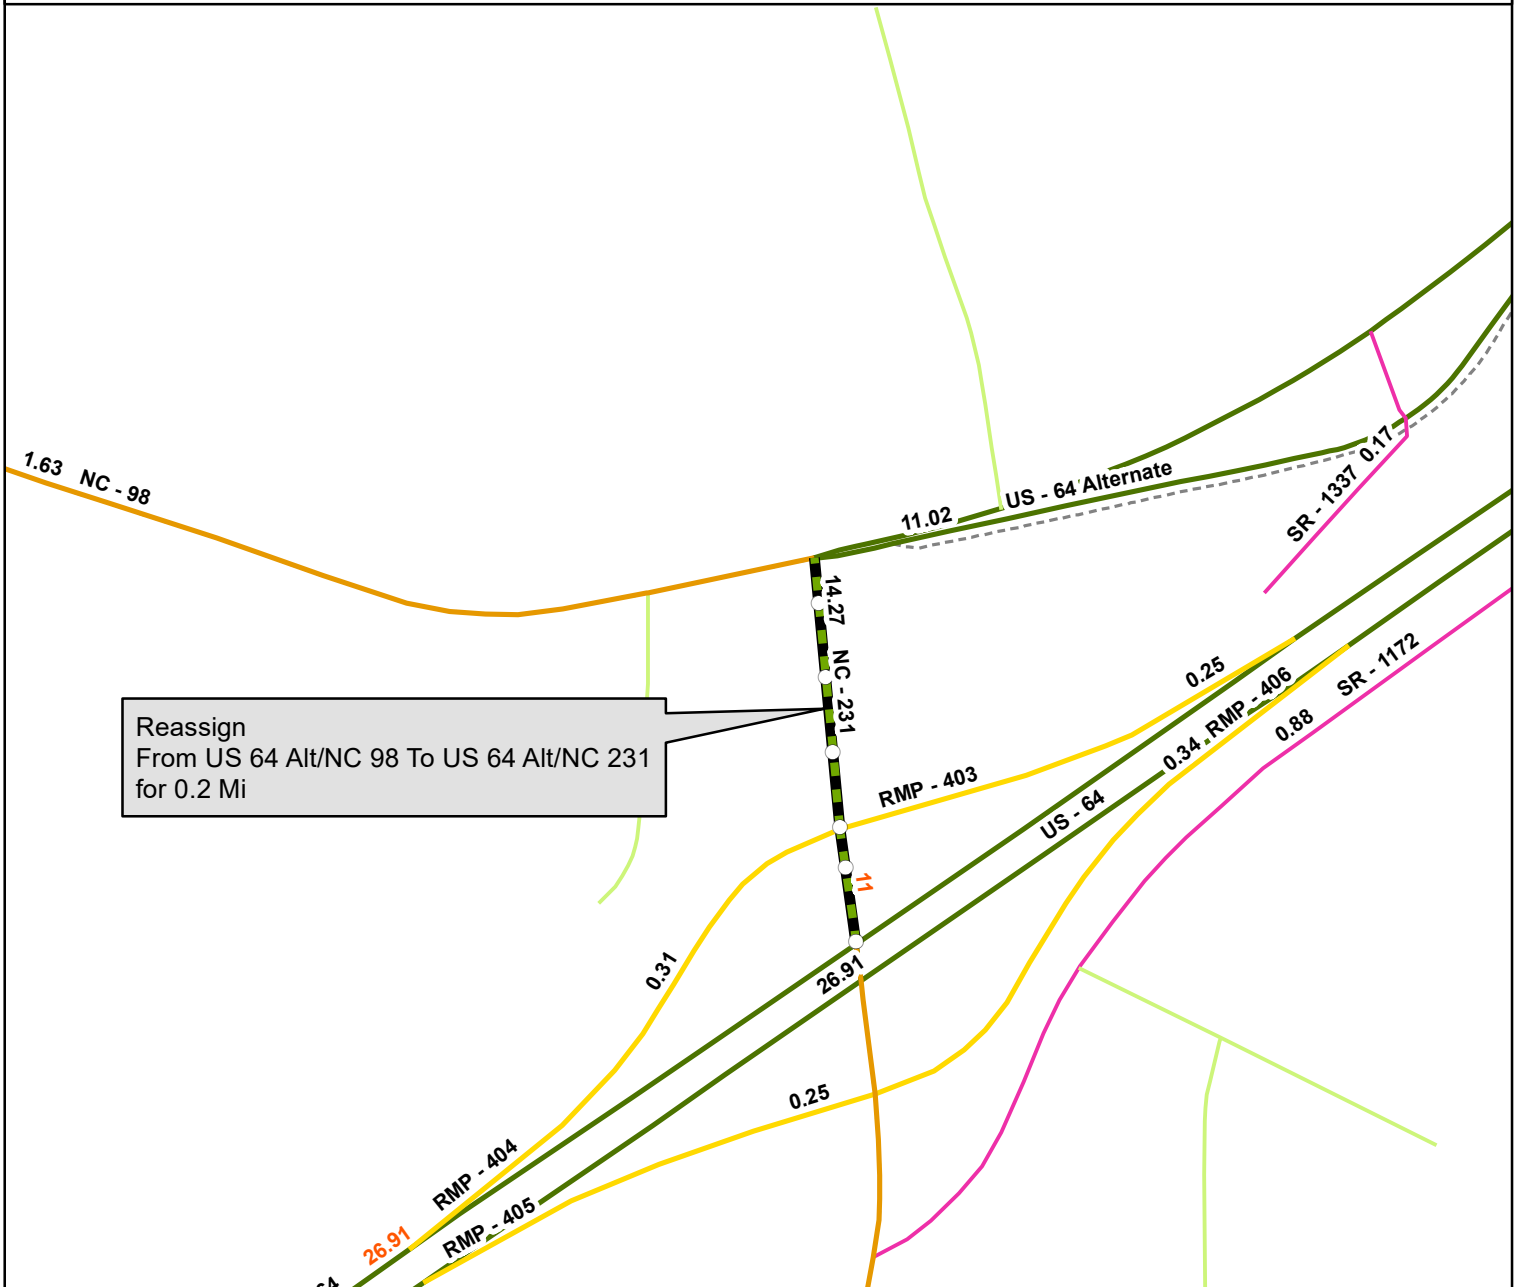 1.63 NC - 98
11.02 US - 64 Alternate
SR - 1337 0.17
14.27 NC - 231
0.25
RMP - 406
SR - 1172
Reassign
From US 64 Alt/NC 98 To US 64 Alt/NC 231
for 0.2 Mi
0.34
0.88
RMP - 403
US - 64
11
0.31
26.91
0.25
RMP - 404
RMP - 405
26.91
64